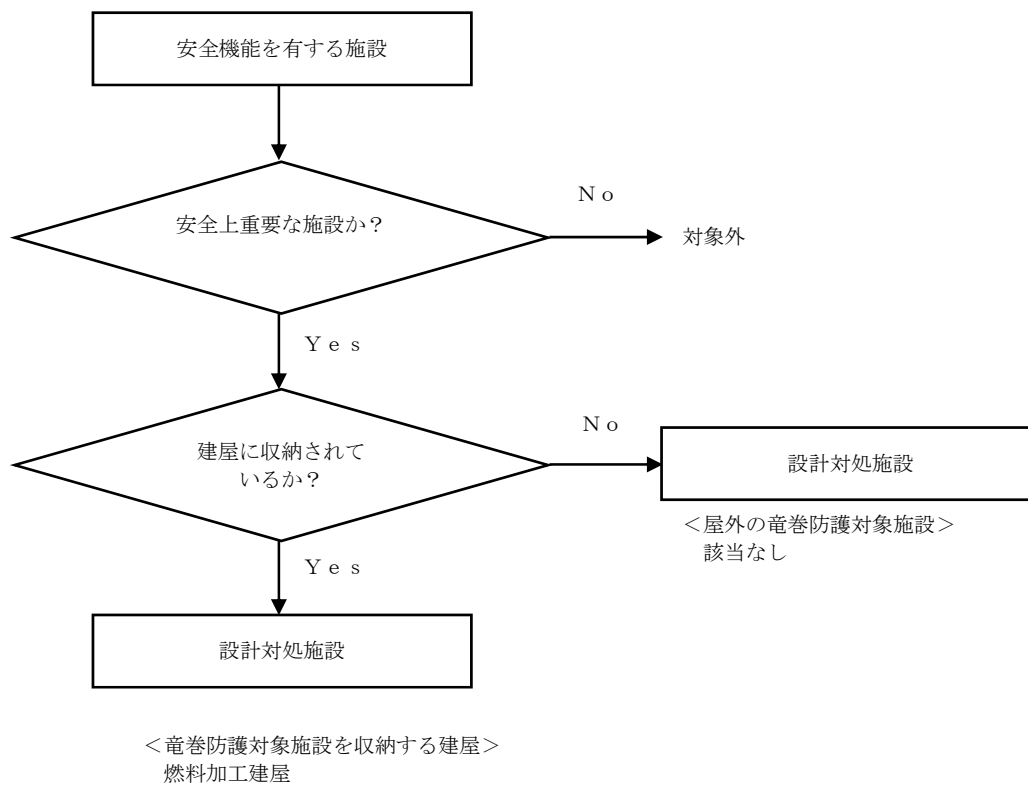 安全機能を有する施設
安全上重要な施設か？
Ｎｏ
対象外
Ｙｅｓ
建屋に収納されて
いるか？
Ｎｏ
設計対処施設
＜屋外の竜巻防護対象施設＞
該当なし
Ｙｅｓ
設計対処施設
＜竜巻防護対象施設を収納する建屋＞
燃料加工建屋